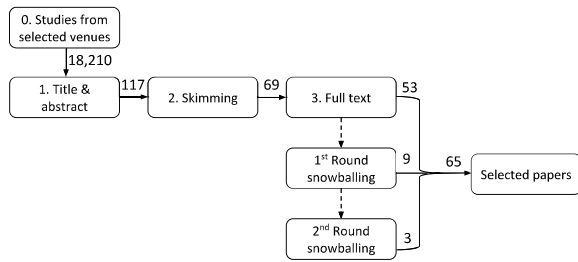 0. Studies from
selected venues
18,210
1. Title &
abstract
117
2. Skimming
69
3. Full text
53
1st Round
snowballing
9
65
Selected papers
2nd Round
snowballing
3